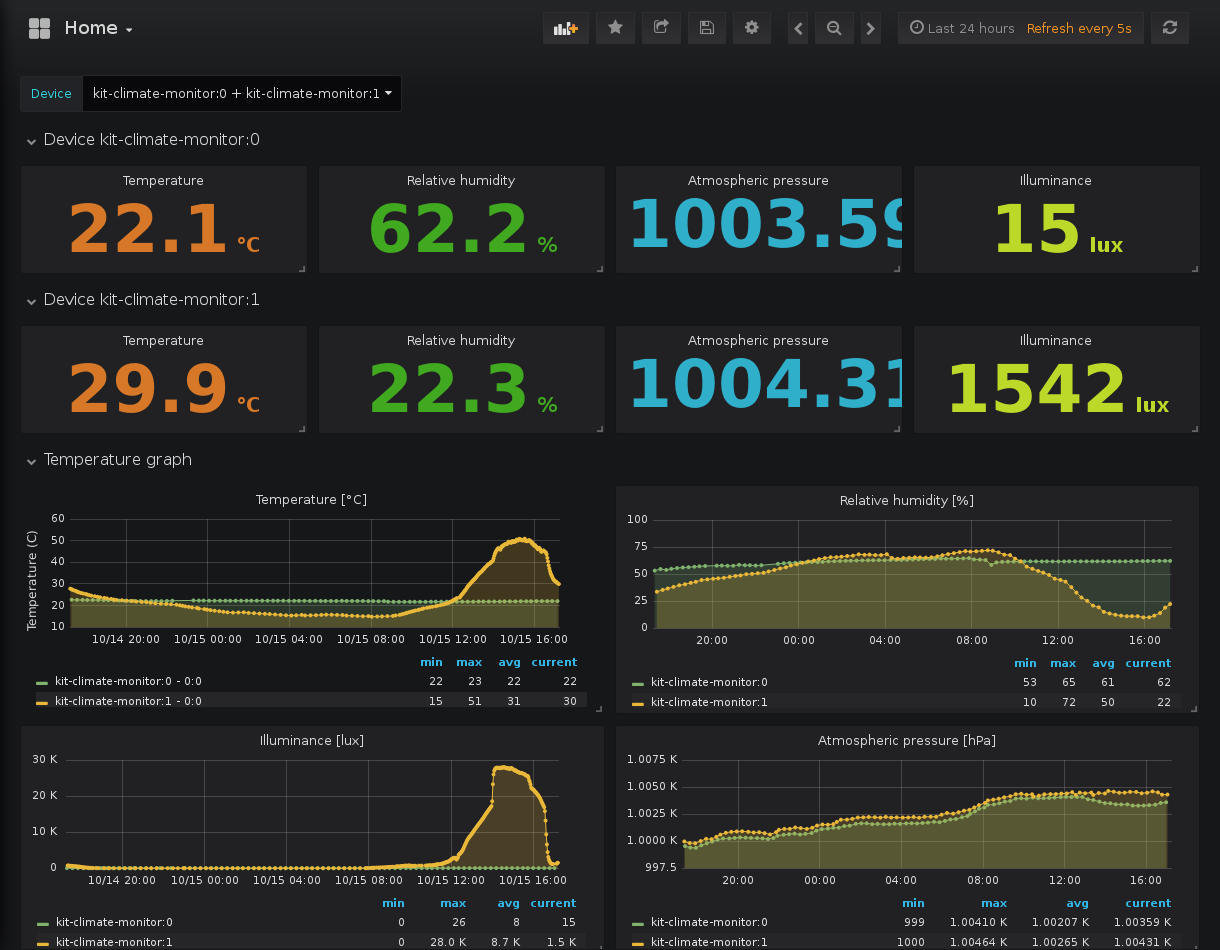 Home
Last 24 hours Refresh every 5s
Device kit-climate-monitor:0 + kit-climate-monitor:1
Device kit-climate-monitor:0
Temperature Relative humidity Atmospheric pressure Illuminance
22.1 °C 62.2 % 1003.59 15 lux
Device kit-climate-monitor:1
Temperature Relative humidity Atmospheric pressure Illuminance
29.9 °C 22.3 % 1004.31 1542 lux
Temperature graph
Temperature [°C]
Temperature (C)
60
50
40
30
20
10
10/14 20:00 10/15 00:00 10/15 04:00 10/15 08:00 10/15 12:00 10/15 16:00
min max avg current
kit-climate-monitor:0 - 0:0 22 23 22 22
kit-climate-monitor:1 - 0:0 15 51 31 30
Relative humidity [%]
100
75
50
25
0
20:00 00:00 04:00 08:00 12:00 16:00
min max avg current
kit-climate-monitor:0 53 65 61 62
kit-climate-monitor:1 10 72 50 22
Illuminance [lux]
30 K
20 K
10 K
0
10/14 20:00 10/15 00:00 10/15 04:00 10/15 08:00 10/15 12:00 10/15 16:00
min max avg current
kit-climate-monitor:0 0 26 8 15
kit-climate-monitor:1 0 28.0 K 8.7 K 1.5 K
Atmospheric pressure [hPa]
1.0075 K
1.0050 K
1.0025 K
1.0000 K
997.5
20:00 00:00 04:00 08:00 12:00 16:00
min max avg current
kit-climate-monitor:0 999 1.00410 K 1.00207 K 1.00359 K
kit-climate-monitor:1 1000 1.00464 K 1.00265 K 1.00431 K